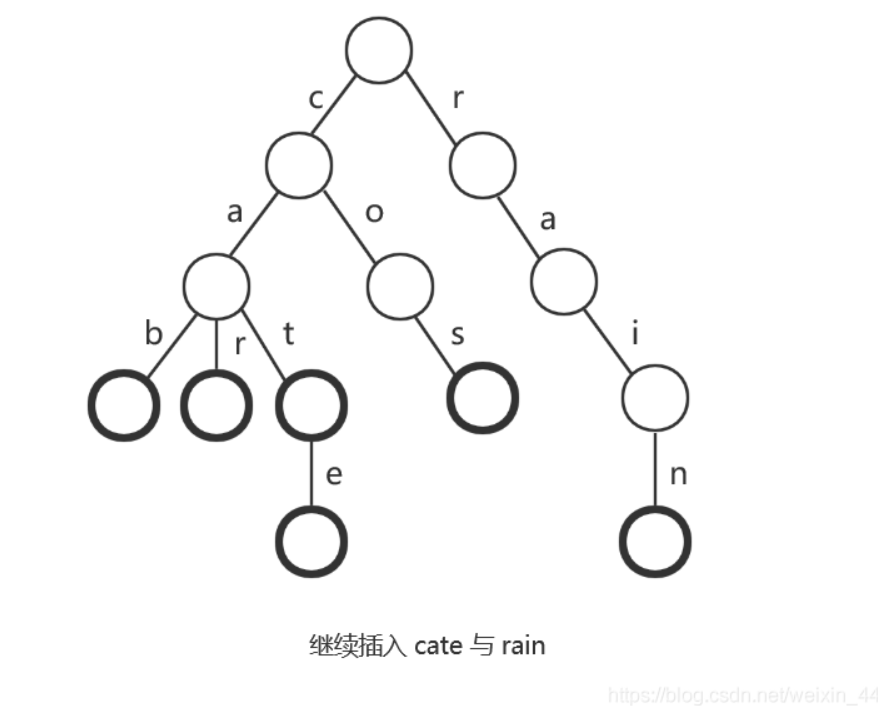 c
r
a
o
a
b
r
t
s
i
e
n
继续插入 cate 与 rain
https://blog.csdn.net/weixin_44